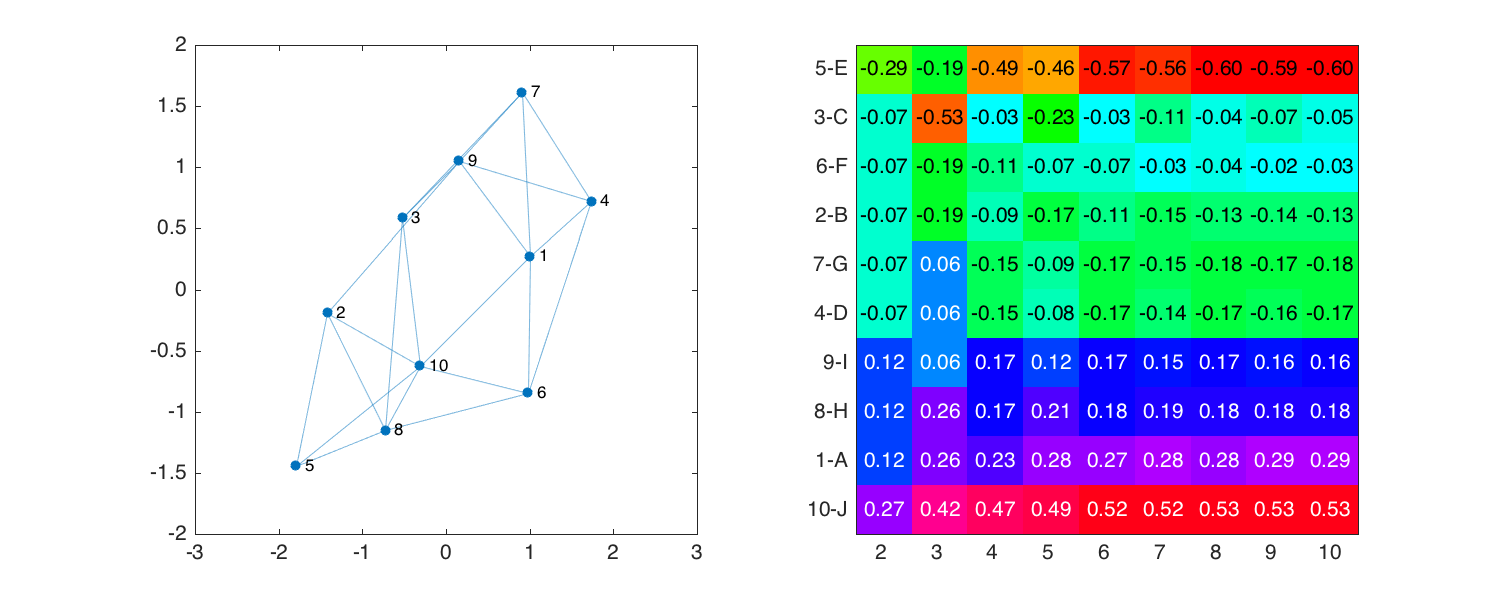 2
1.5
1
0.5
0
-0.5
-1
-1.5
-2
-3 -2 -1 0 1 2 3
7
9
4
3
1
2
10
6
8
5
5-E -0.29 -0.19 -0.49 -0.46 -0.57 -0.56 -0.60 -0.59 -0.60
3-C -0.07 -0.53 -0.03 -0.23 -0.03 -0.11 -0.04 -0.07 -0.05
6-F -0.07 -0.19 -0.11 -0.07 -0.07 -0.03 -0.04 -0.02 -0.03
2-B -0.07 -0.19 -0.09 -0.17 -0.11 -0.15 -0.13 -0.14 -0.13
7-G -0.07 0.06 -0.15 -0.09 -0.17 -0.15 -0.18 -0.17 -0.18
4-D -0.07 0.06 -0.15 -0.08 -0.17 -0.14 -0.17 -0.16 -0.17
9-I 0.12 0.06 0.17 0.12 0.17 0.15 0.17 0.16 0.16
8-H 0.12 0.26 0.17 0.21 0.18 0.19 0.18 0.18 0.18
1-A 0.12 0.26 0.23 0.28 0.27 0.28 0.28 0.29 0.29
10-J 0.27 0.42 0.47 0.49 0.52 0.52 0.53 0.53 0.53
2 3 4 5 6 7 8 9 10